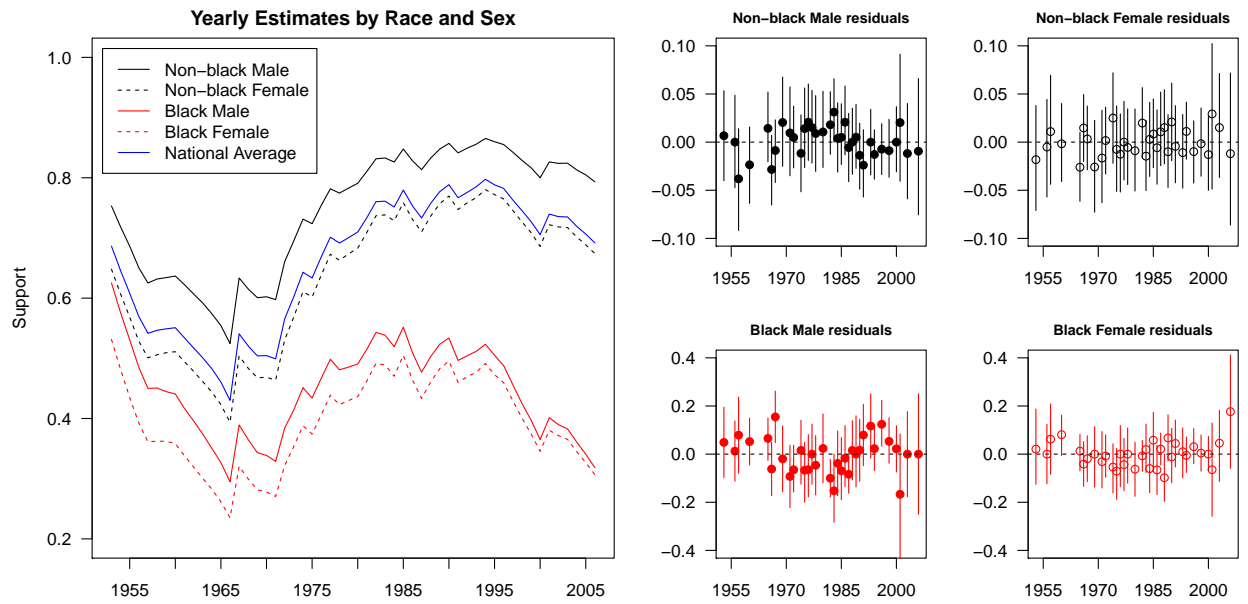 Yearly Estimates by Race and Sex
Support
1.0
0.8
0.6
0.4
0.2
Non−black Male
Non−black Female
Black Male
Black Female
National Average
1955 1965 1975 1985 1995 2005
Non−black Male residuals
0.10
0.05
0.00
−0.05
−0.10
1955 1970 1985 2000
Non−black Female residuals
0.10
0.05
0.00
−0.05
−0.10
1955 1970 1985 2000
Black Male residuals
0.4
0.2
0.0
−0.2
−0.4
1955 1970 1985 2000
Black Female residuals
0.4
0.2
0.0
−0.2
−0.4
1955 1970 1985 2000